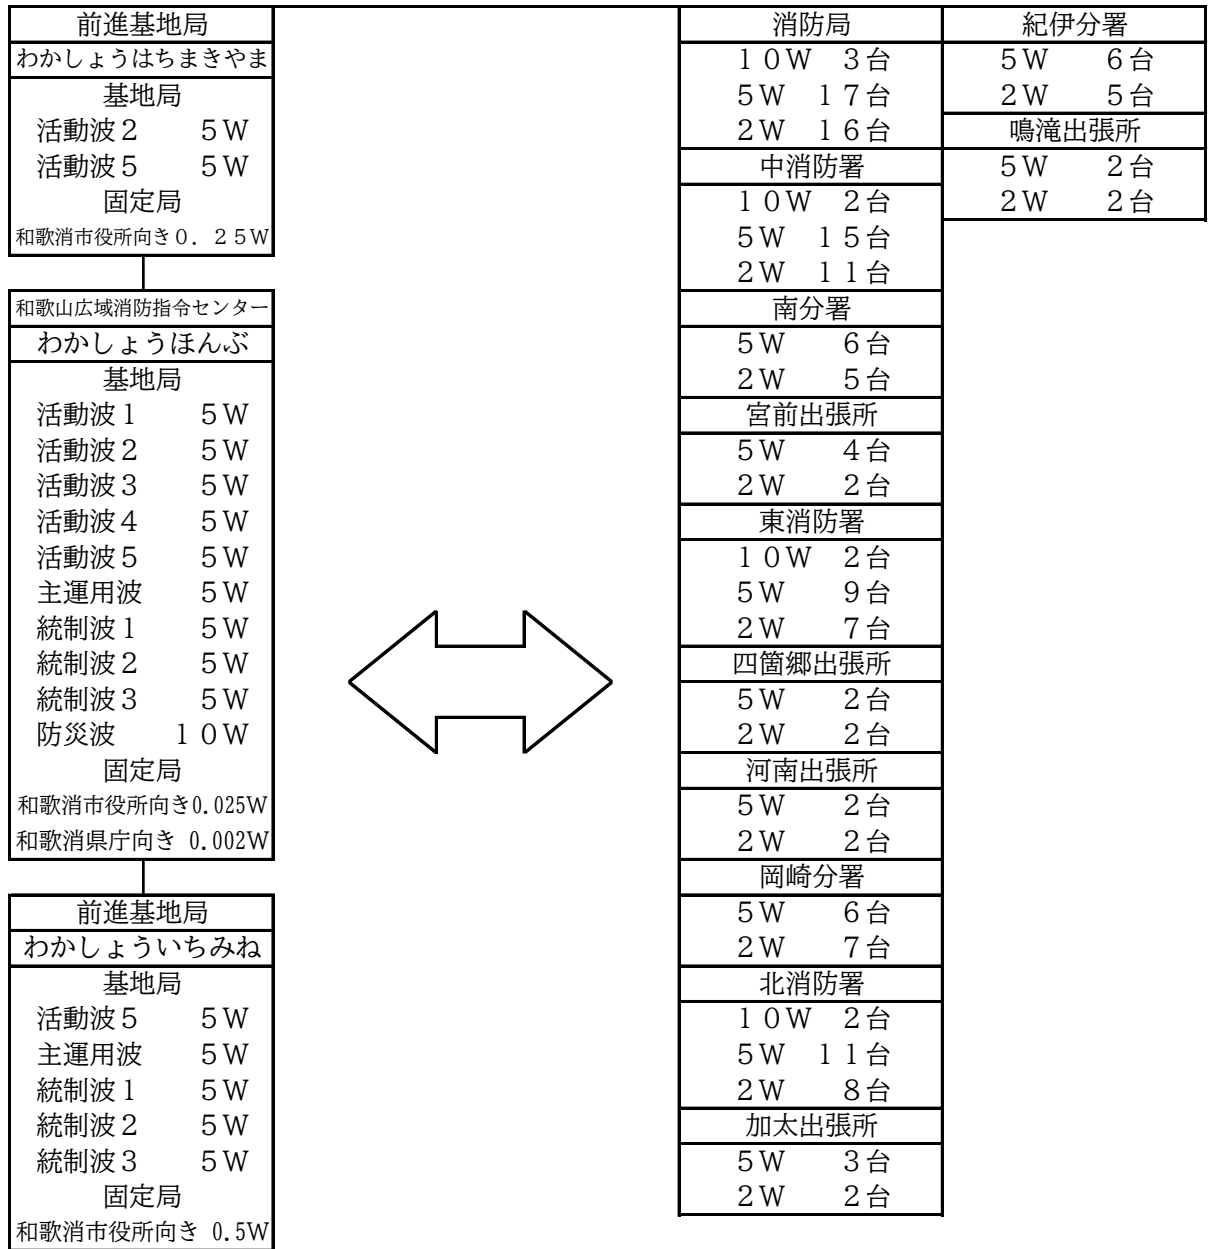 前進基地局
わかしょうはちまきやま
基地局
活動波２　５W
活動波５　５W
固定局
和歌消市役所向き０．２５W
和歌山広域消防指令センター
わかしょうほんぶ
基地局
活動波１　５W
活動波２　５W
活動波３　５W
活動波４　５W
活動波５　５W
主運用波　５W
統制波１　５W
統制波２　５W
統制波３　５W
防災波　１０W
固定局
和歌消市役所向き0.025W
和歌消県庁向き 0.002W
前進基地局
わかしょういちみね
基地局
活動波５　５W
主運用波　５W
統制波１　５W
統制波２　５W
統制波３　５W
固定局
和歌消市役所向き 0.5W
消防局
１０W　３台
５W　１７台
２W　１６台
中消防署
１０W　２台
５W　１５台
２W　１１台
南分署
５W　６台
２W　５台
宮前出張所
５W　４台
２W　２台
東消防署
１０W　２台
５W　９台
２W　７台
四箇郷出張所
５W　２台
２W　２台
河南出張所
５W　２台
２W　２台
岡崎分署
５W　６台
２W　７台
北消防署
１０W　２台
５W　１１台
２W　８台
加太出張所
５W　３台
２W　２台
紀伊分署
５W　６台
２W　５台
鳴滝出張所
５W　２台
２W　２台